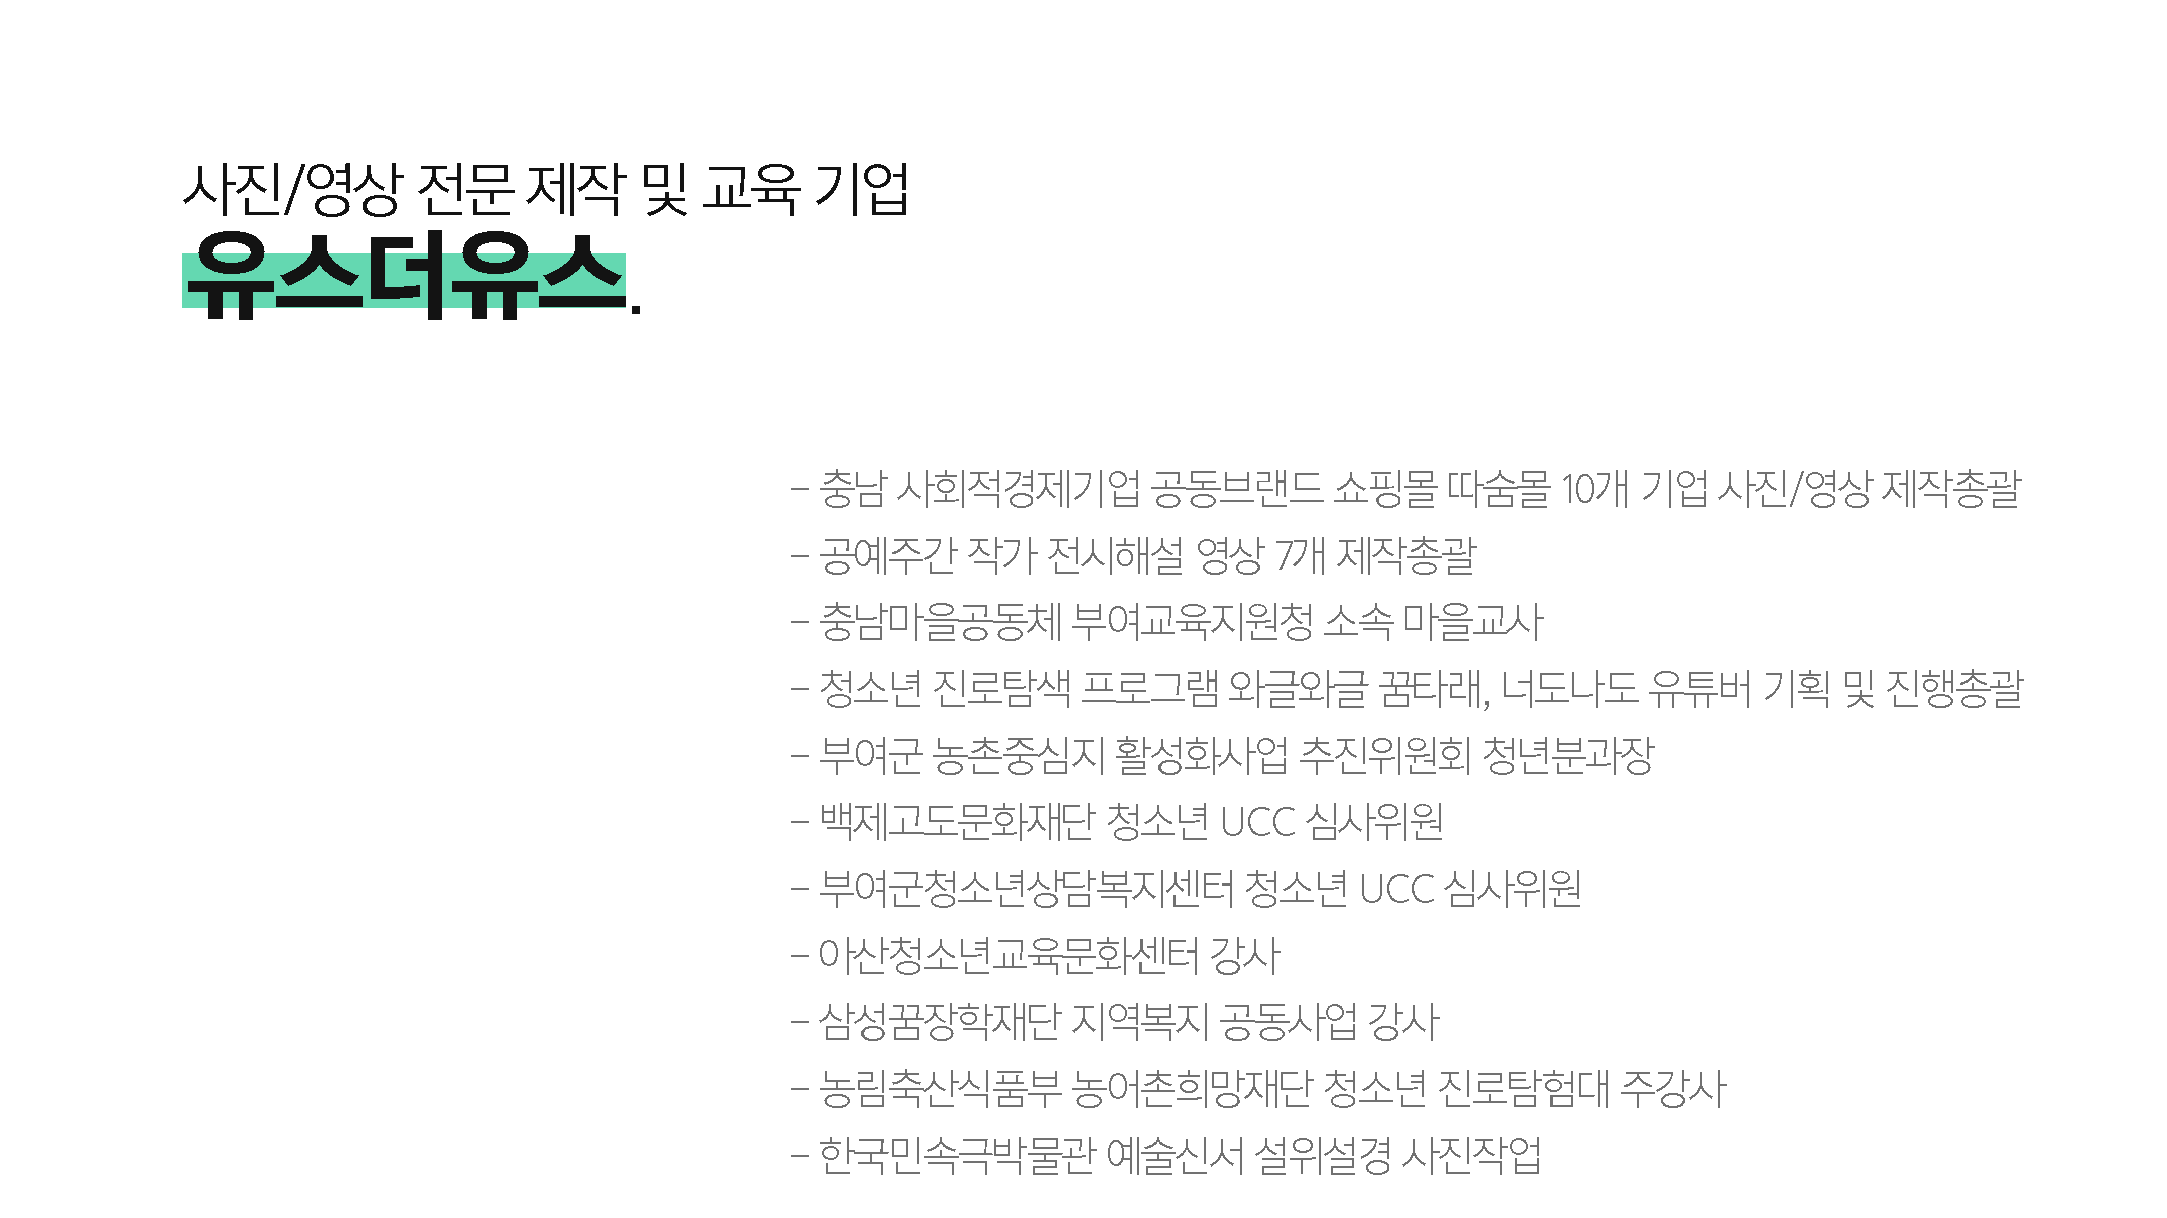 사진/영상 전문 제작 및 교육 기업
유스더유스.
– 충남 사회적경제기업 공동브랜드 쇼핑몰 따숨몰 10개 기업 사진/영상 제작총괄
– 공예주간 작가 전시해설 영상 7개 제작총괄
– 충남마을공동체 부여교육지원청 소속 마을교사
– 청소년 진로탐색 프로그램 와글와글 꿈타래, 너도나도 유튜버 기획 및 진행총괄
– 부여군 농촌중심지 활성화사업 추진위원회 청년분과장
– 백제고도문화재단 청소년 UCC 심사위원
– 부여군청소년상담복지센터 청소년 UCC 심사위원
– 아산청소년교육문화센터 강사
– 삼성꿈장학재단 지역복지 공동사업 강사
– 농림축산식품부 농어촌희망재단 청소년 진로탐험대 주강사
– 한국민속극박물관 예술신서 설위설경 사진작업